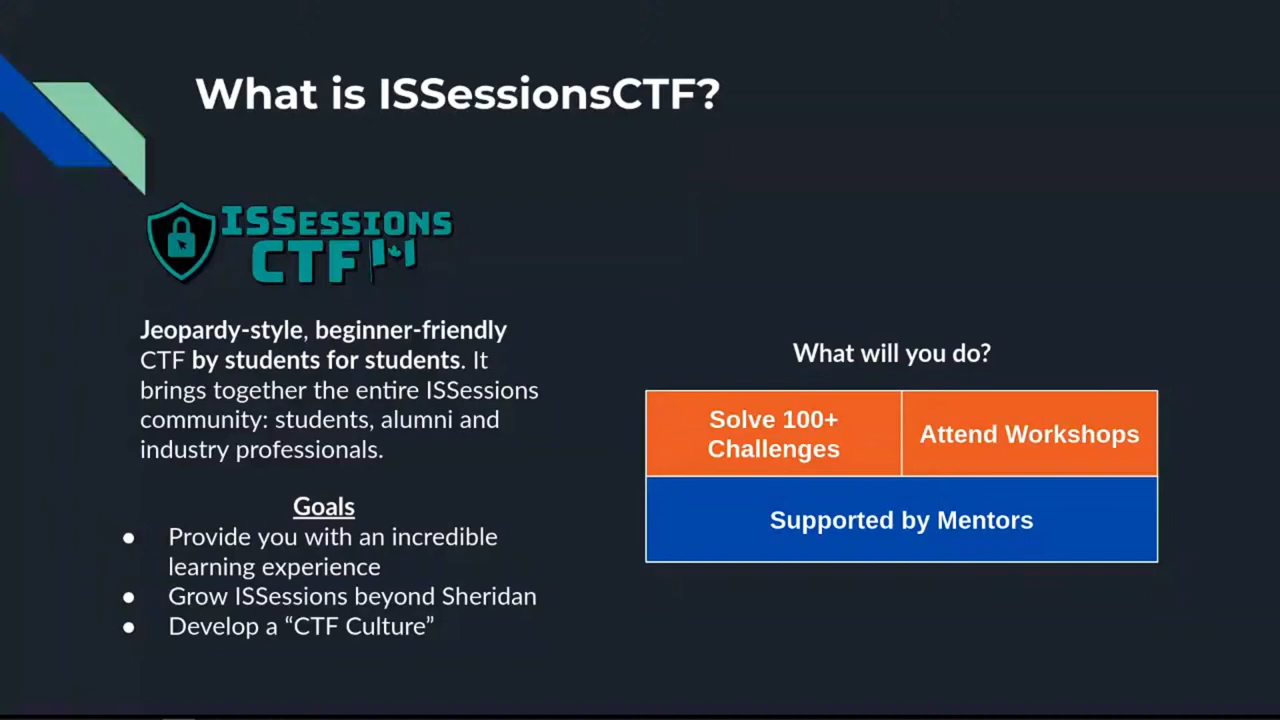 What is ISSessionsCTF?
ISSESSIONS
CTF
Jeopardy-style, beginner-friendly
CTF by students for students. It
brings together the entire ISSessions
community: students, alumni and
industry professionals.
Goals
● Provide you with an incredible
learning experience
● Grow ISSessions beyond Sheridan
● Develop a “CTF Culture”
What will you do?
Solve 100+
Challenges
Attend Workshops
Supported by Mentors